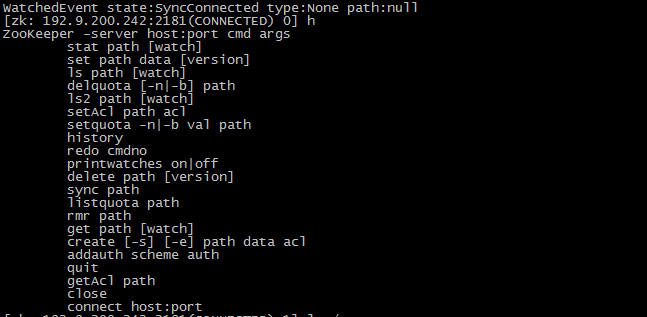 WatchedEvent state:SyncConnected type:None path:null
[zk: 192.9.200.242:2181(CONNECTED) 0] h
ZooKeeper -server host:port cmd args
stat path [watch]
set path data [version]
ls path [watch]
delquota [-n|-b] path
ls2 path [watch]
setAcl path acl
setquota -n|-b val path
history
redo cmdno
printwatches on|off
delete path [version]
sync path
listquota path
rmr path
get path [watch]
create [-s] [-e] path data acl
addauth scheme auth
quit
getAcl path
close
connect host:port